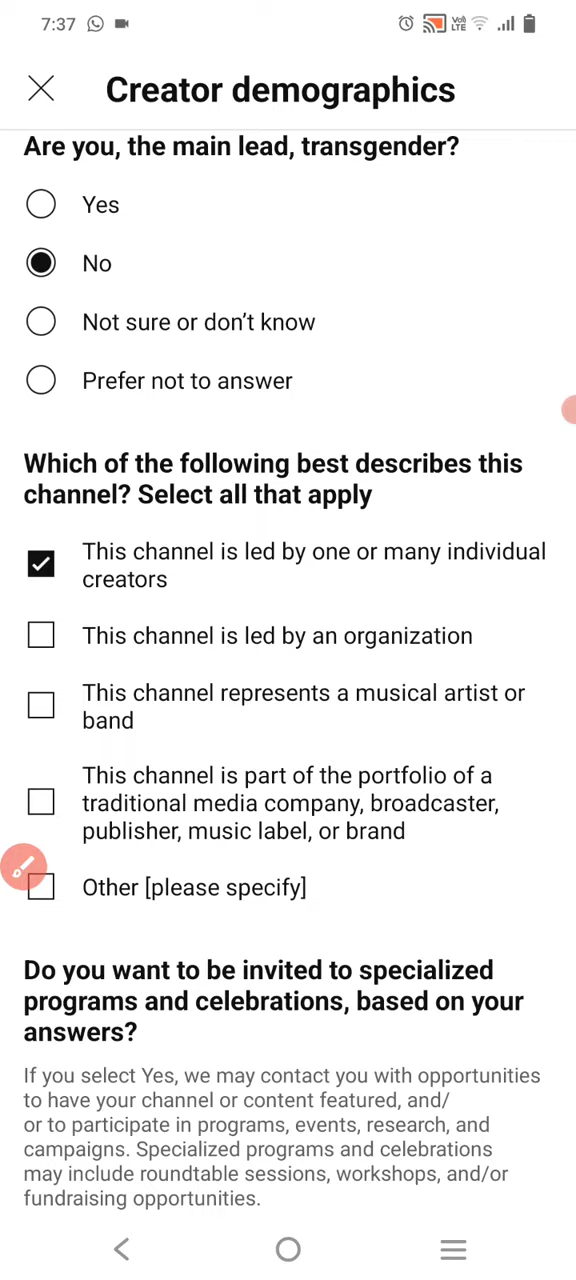 7:37
Vo)
LTE
Creator demographics
Are you, the main lead, transgender?
Yes
No
Not sure or don't know
Prefer not to answer
Which of the following best describes this
channel? Select all that apply
This channel is led by one or many individual
creators
This channel is led by an organization
This channel represents a musical artist or
band
This channel is part of the portfolio of a
traditional media company, broadcaster,
publisher, music label, or brand
Other [please specify]
Do you want to be invited to specialized
programs and celebrations, based on your
answers?
If you select Yes, we may contact you with opportunities
to have your channel or content featured, and/
or to participate in programs, events, research, and
campaigns. Specialized programs and celebrations
may include roundtable sessions, workshops, and/or
fundraising opportunities.